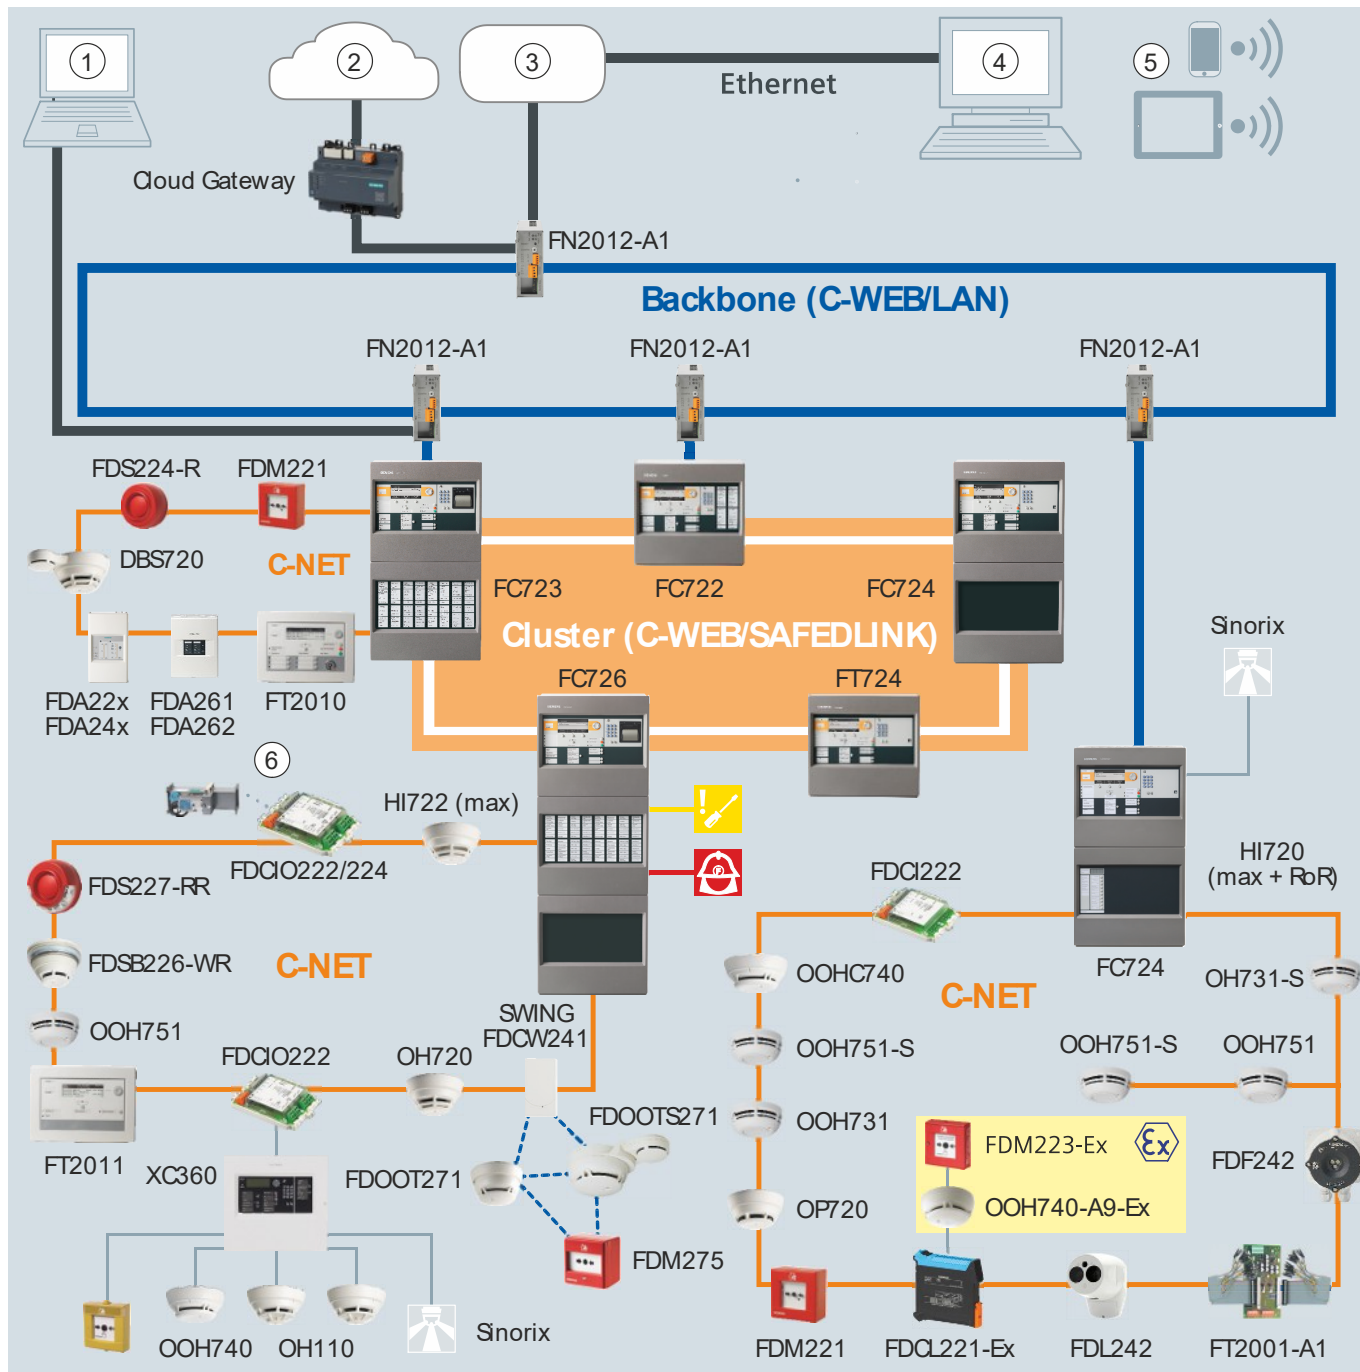 1
2
3
4
5
Ethernet
Cloud Gateway
FN2012-A1
Backbone (C-WEB/LAN)
FN2012-A1
FN2012-A1
FN2012-A1
FDS224-R
FDM221
DBS720
C-NET
FC723
FC722
FC724
Cluster (C-WEB/SAFEDLINK)
Sinorix
FDA22x
FDA24x
FDA261
FDA262
FT2010
FC726
FT724
6
HI722 (max)
FDCIO222/224
FDCI222
HI720
(max + RoR)
FDS227-RR
FDSB226-WR
C-NET
OOHC740
C-NET
FC724
OH731-S
OOH751
SWING
FDCW241
FDCIO222
OH720
OOH751-S
OOH751-S
OOH751
FDOOTS271
OOH731
FDM223-Ex
Ex
FT2011
XC360
FDOOT271
FDF242
OP720
OOH740-A9-Ex
FDM275
OOH740
OH110
Sinorix
FDM221
FDCL221-Ex
FDL242
FT2001-A1